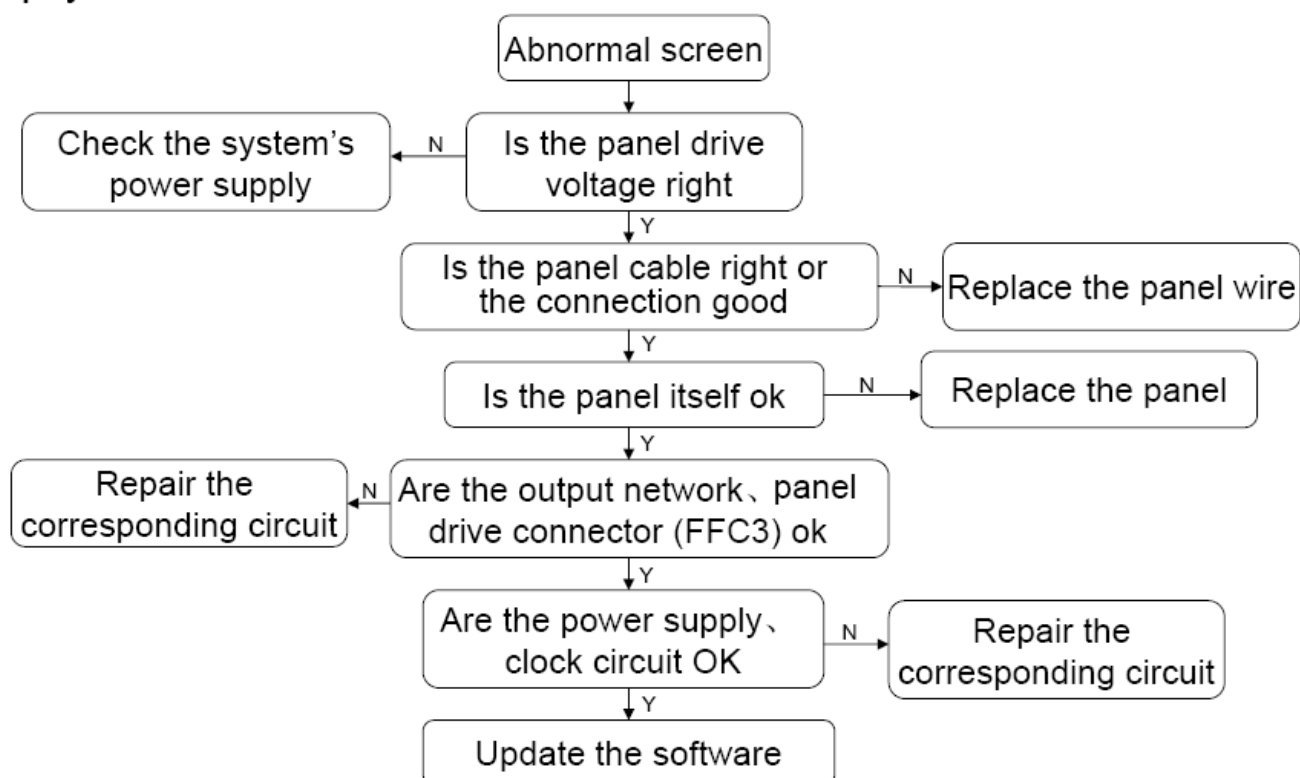 Abnormal screen
Check the system’s
power supply
N
Is the panel drive
voltage right
Y
Is the panel cable right or
the connection good
N
Replace the panel wire
Y
Is the panel itself ok
N
Replace the panel
Y
Repair the
corresponding circuit
N
Are the output network、panel
drive connector (FFC3) ok
Y
Are the power supply、
clock circuit OK
N
Repair the
corresponding circuit
Y
Update the software